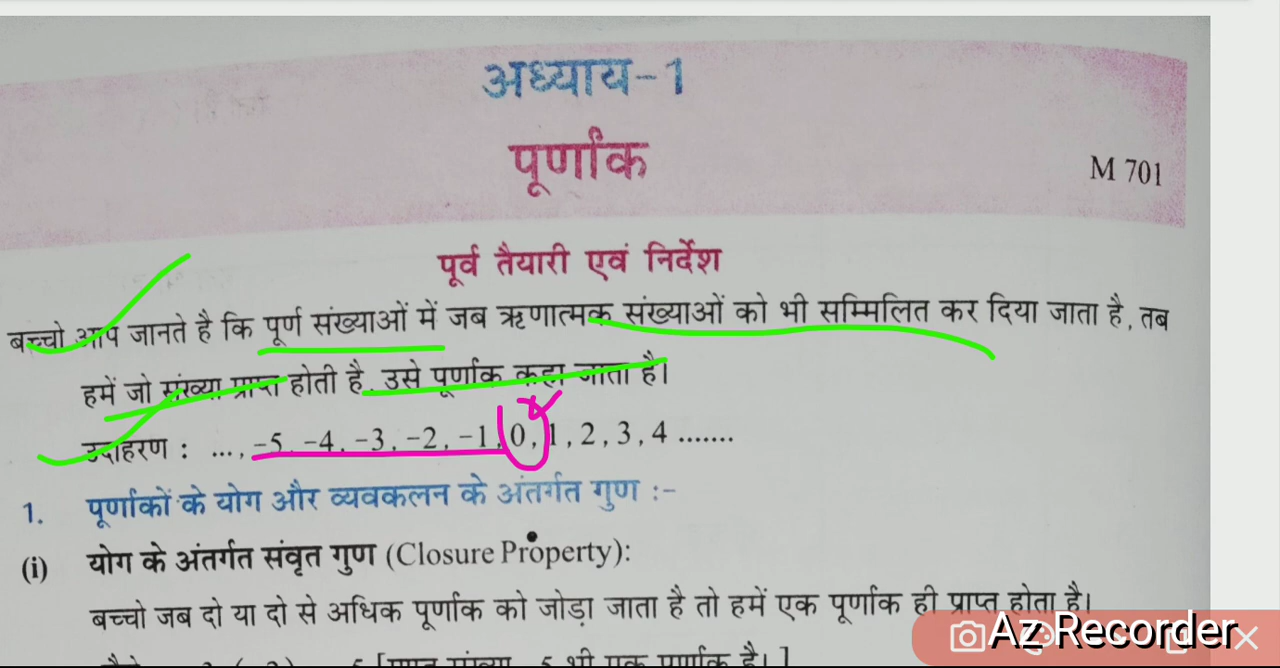 अध्याय-1
पूर्णांक
M 701
पूर्व तैयारी एवं निर्देश
बच्चो आप जानते है कि पूर्ण संख्याओं में जब ऋणात्मक संख्याओं को भी सम्मिलित कर दिया जाता है, तब
हमें जो संख्या प्राप्त होती है, उसे पूर्णांक कहा जाता है।
उदाहरण : ..., -5, -4, -3, -2, -1, 0, 1, 2, 3, 4 .......
1. पूर्णाकों के योग और व्यवकलन के अंतर्गत गुण :-
(i) योग के अंतर्गत संवृत गुण (Closure Property):
बच्चो जब दो या दो से अधिक पूर्णाक को जोड़ा जाता है तो हमें एक पूर्णाक ही प्राप्त होता है।
Az Recorder